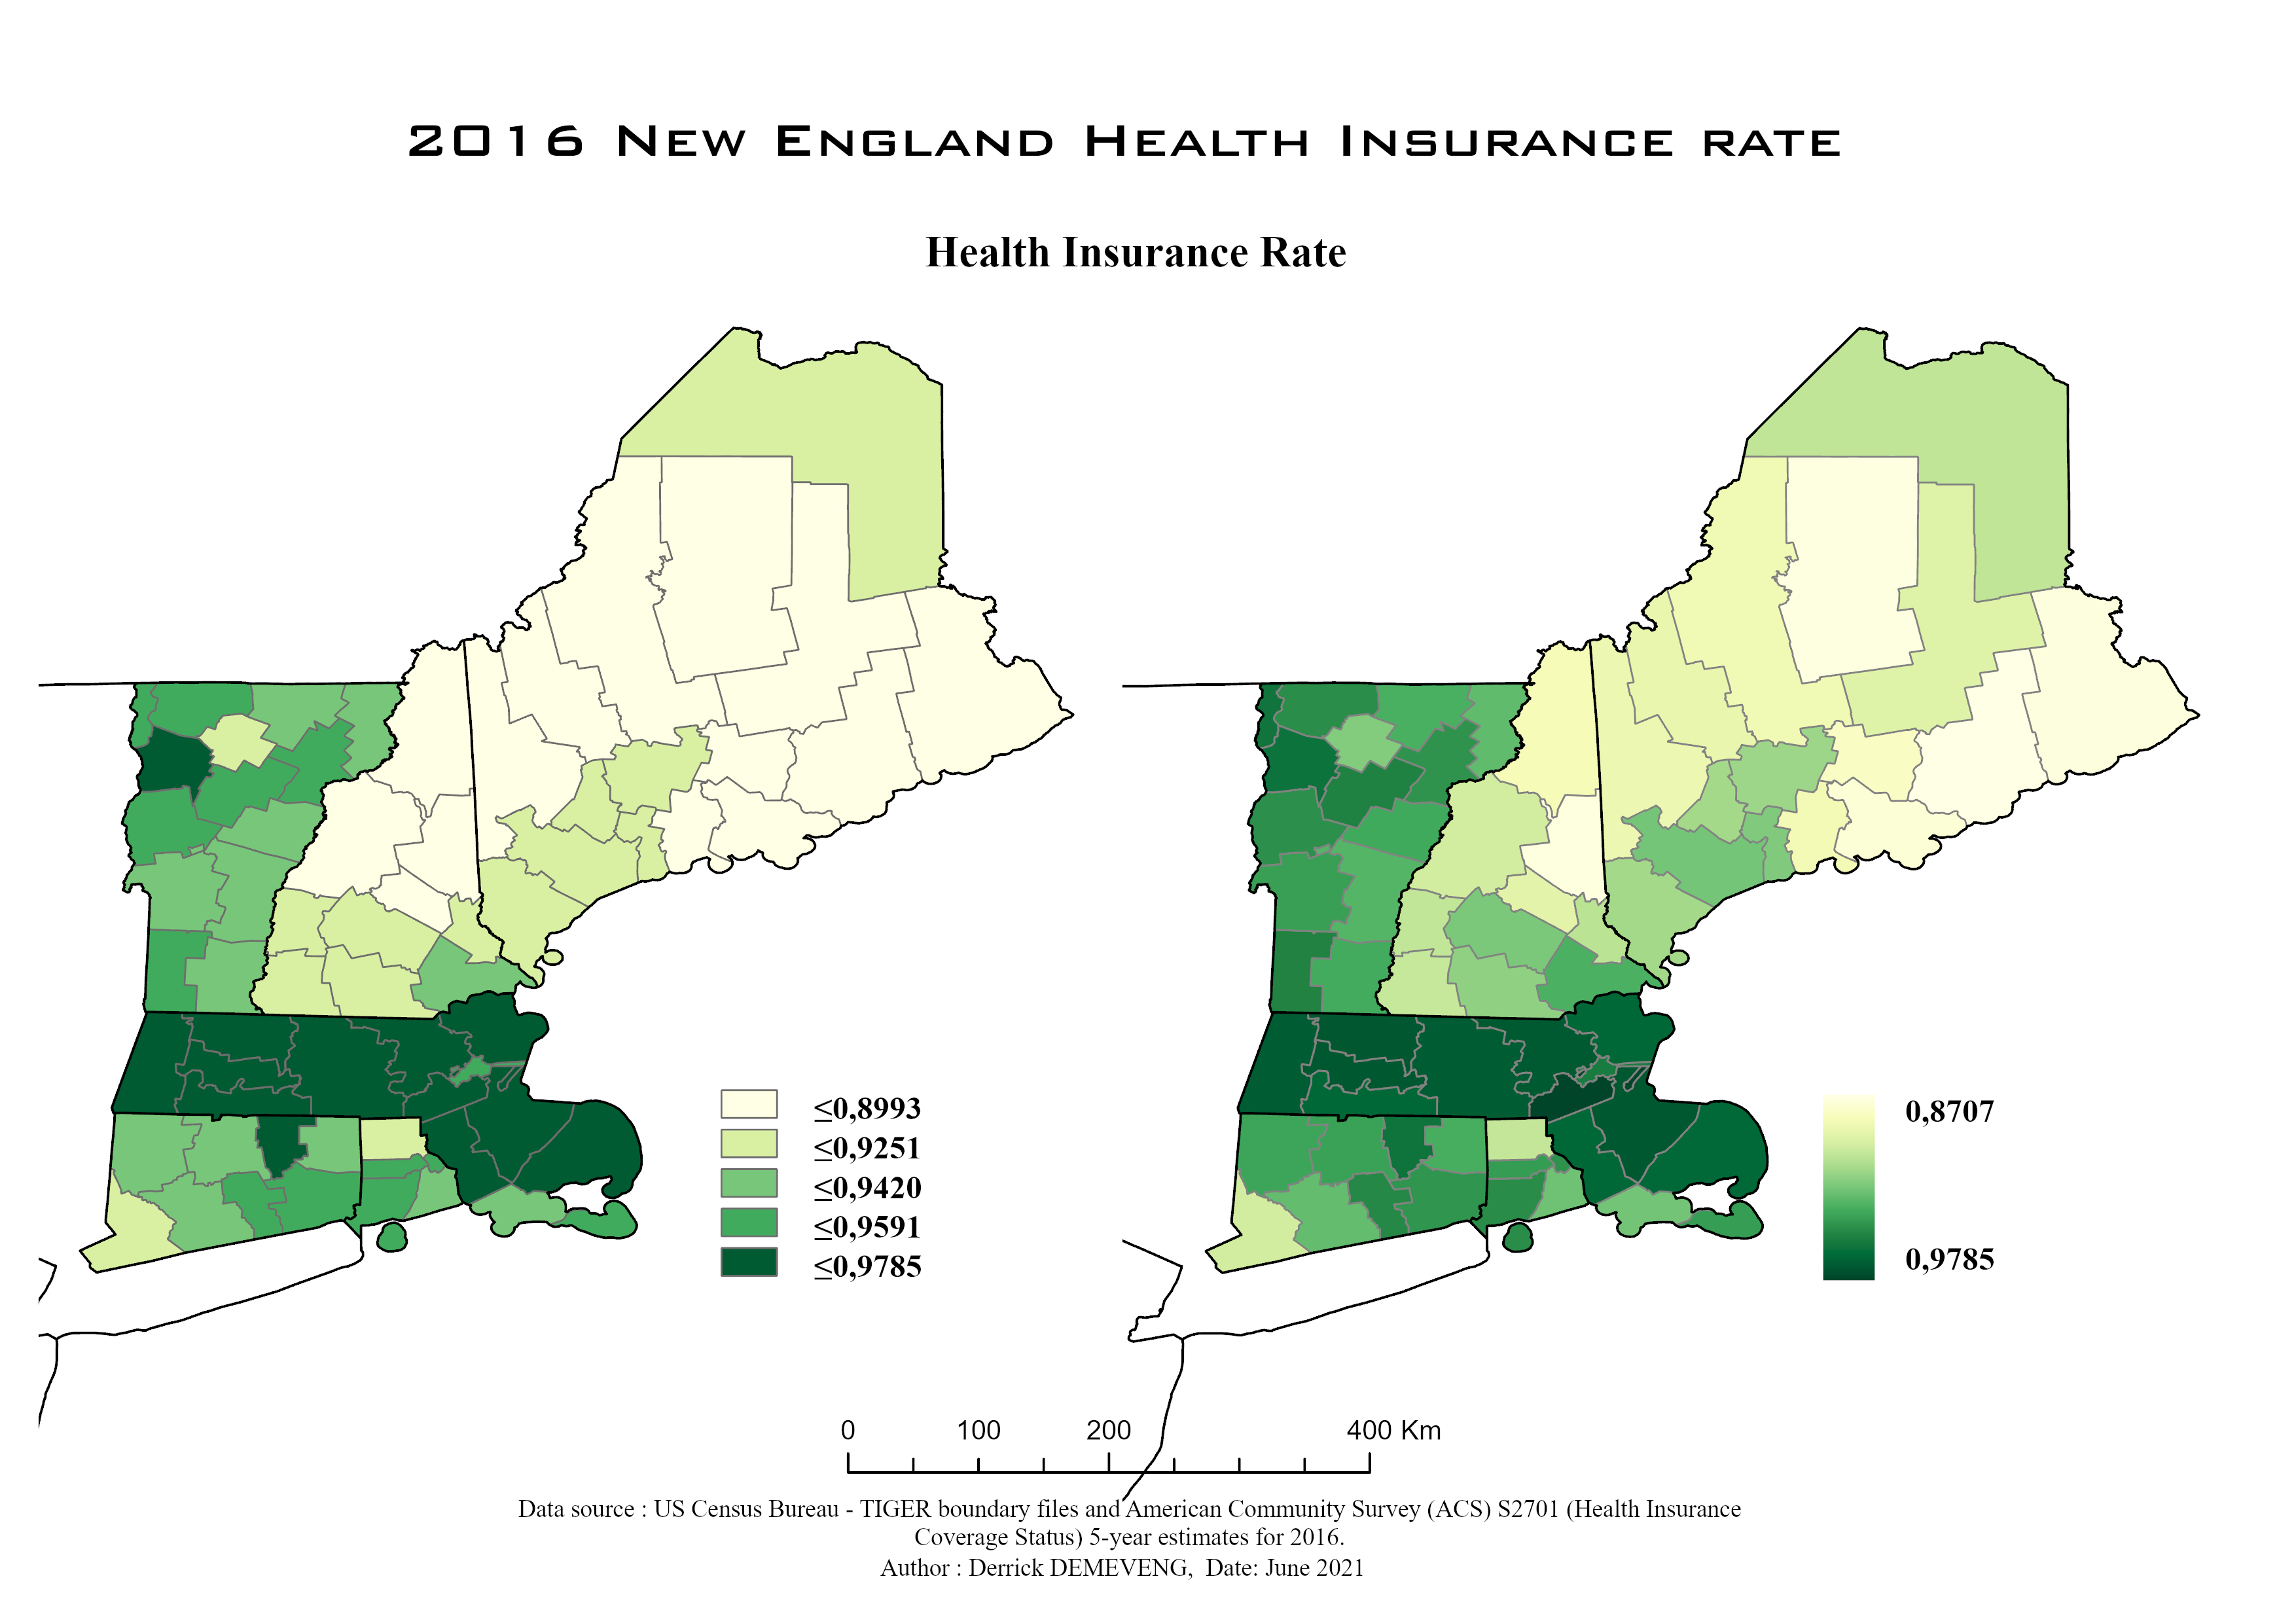 2016 New England Health Insurance rate
Health Insurance Rate
≤0,8993
≤0,9251
≤0,9420
≤0,9591
≤0,9785
0,8707
0,9785
0 100 200 400 Km
Data source : US Census Bureau - TIGER boundary files and American Community Survey (ACS) S2701 (Health Insurance
Coverage Status) 5-year estimates for 2016.
Author : Derrick DEMEVENG, Date: June 2021